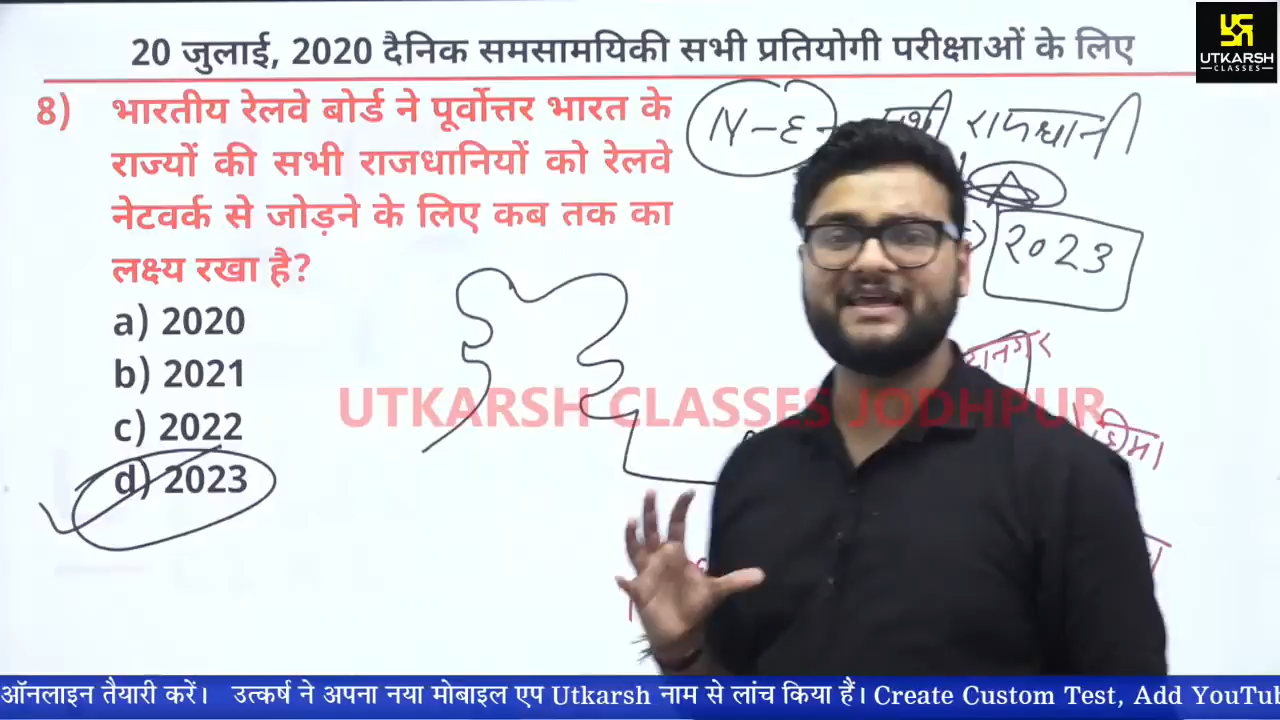 20 जुलाई, 2020 दैनिक समसामयिकी सभी प्रतियोगी परीक्षाओं के लिए
UTKARSH
CLASSES
8) भारतीय रेलवे बोर्ड ने पूर्वोत्तर भारत के
राज्यों की सभी राजधानियों को रेलवे
नेटवर्क से जोड़ने के लिए कब तक का
लक्ष्य रखा है?
a) 2020
b) 2021
c) 2022
d) 2023
N-E-
राजधानी
२०23
UTKARSH CLASSES JODHPUR
ऑनलाइन तैयारी करें। उत्कर्ष ने अपना नया मोबाइल एप Utkarsh नाम से लांच किया हैं। Create Custom Test, Add YouTub